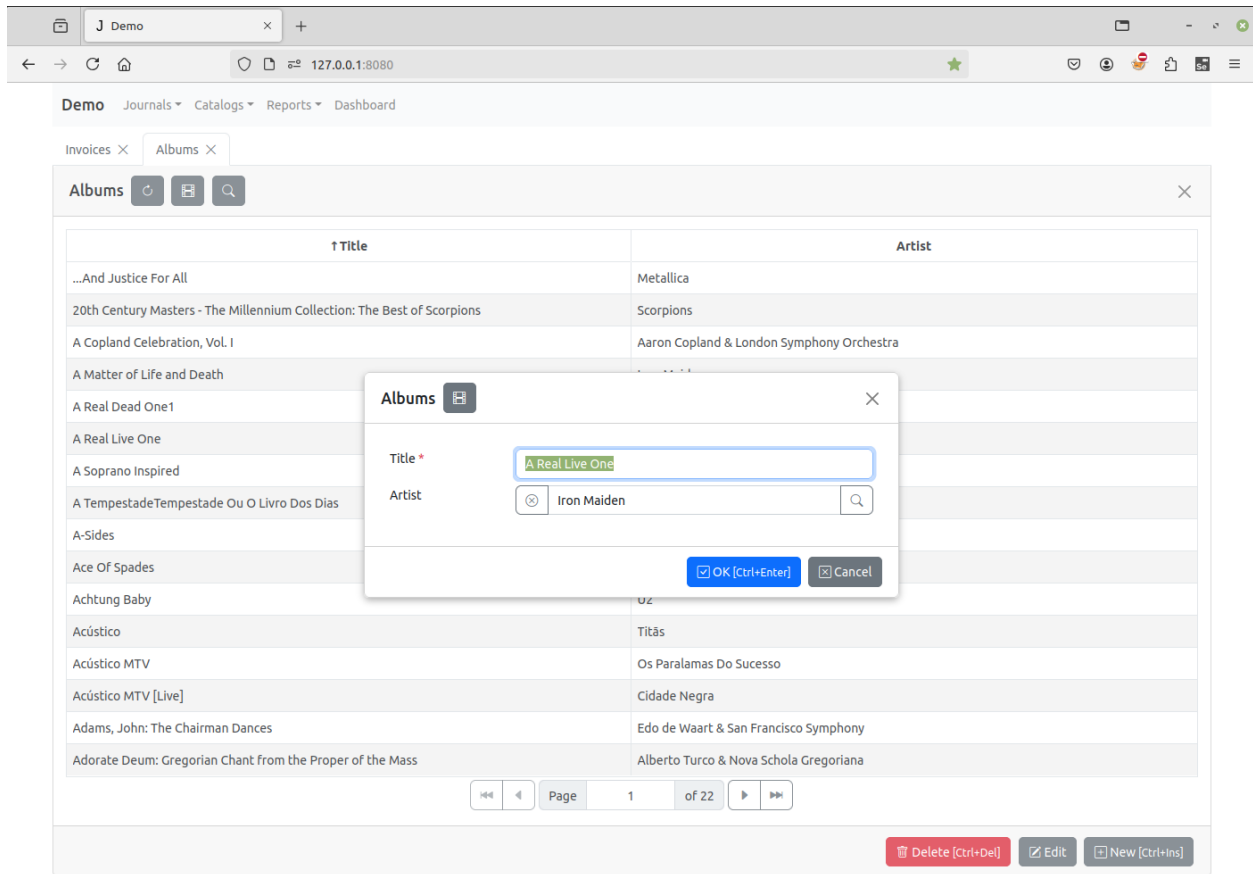 J Demo
127.0.0.1:8080
Se
Demo Journals Catalogs Reports Dashboard
Invoices Albums
Albums
↑Title Artist
...And Justice For All Metallica
20th Century Masters - The Millennium Collection: The Best of Scorpions Scorpions
A Copland Celebration, Vol. I Aaron Copland & London Symphony Orchestra
A Matter of Life and Death
A Real Dead One1
A Real Live One
A Soprano Inspired
A TempestadeTempestade Ou O Livro Dos Dias
A-Sides
Ace Of Spades
Albums
Title *
A Real Live One
Artist
Iron Maiden
OK [Ctrl+Enter] Cancel
Achtung Baby U2
Acústico Titãs
Acústico MTV Os Paralamas Do Sucesso
Acústico MTV [Live] Cidade Negra
Adams, John: The Chairman Dances Edo de Waart & San Francisco Symphony
Adorate Deum: Gregorian Chant from the Proper of the Mass Alberto Turco & Nova Schola Gregoriana
Page 1 of 22
Delete [Ctrl+Del] Edit New [Ctrl+Ins]